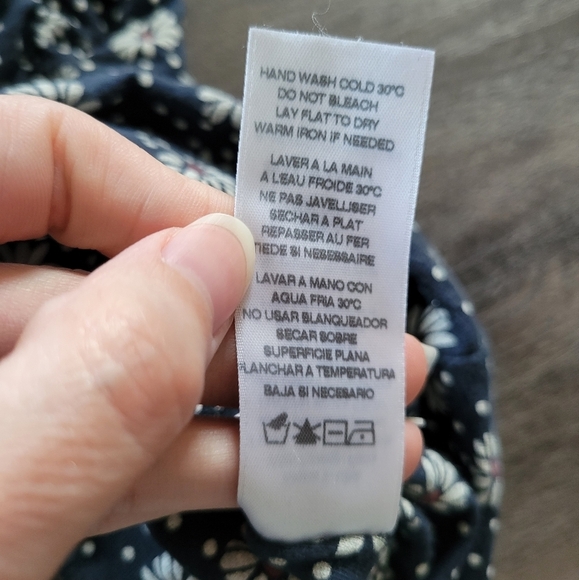 HAND WASH COLD 30°C
DO NOT BLEACH
LAY FLAT TO DRY
WARM IRON IF NEEDED
LAVER A LA MAIN
A L'EAU FROIDE 30°C
NE PAS JAVELLISER
SECHAR A PLAT
REPASSER AU FER
TIEDE SI NESESSAIRE
LAVAR A MANO CON
AGUA FRIA 30°C
NO USAR BLANQUEADOR
SECAR SOBRE
SUPERFICIE PLANA
PLANCHAR A TEMPERATURA
BAJA SI NECESARIO